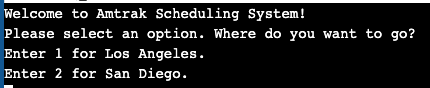 Welcome to Amtrak Scheduling System!
Please select an option. Where do you want to go?
Enter 1 for Los Angeles.
Enter 2 for San Diego.